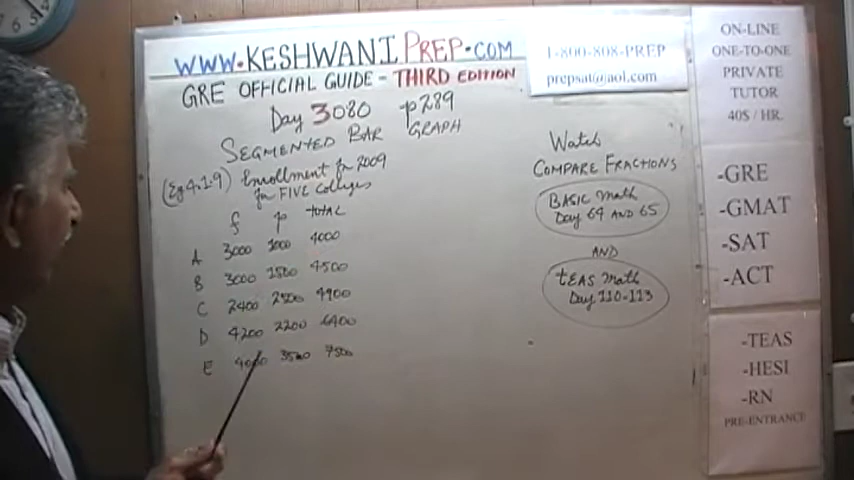 WWW.KESHWANIPREP.COM
GRE OFFICIAL GUIDE - THIRD EDITION
Day 3080 p289
SEGMENTED BAR GRAPH
(Eg 4.1.9) Enrollment for 2009
for FIVE Colleges
f p TOTAL
A 3000 1000 4000
B 3000 1500 4500
C 2400 2500 4900
D 4200 2200 6400
E 4000 3500 7500
1-800-808-PREP
prepsat@aol.com
Watch
COMPARE FRACTIONS
BASIC Math
Day 64 AND 65
AND
tEAS Math
Day 110-113
ON-LINE
ONE-TO-ONE
PRIVATE
TUTOR
40$ / HR.
-GRE
-GMAT
-SAT
-ACT
-TEAS
-HESI
-RN
PRE-ENTRANCE